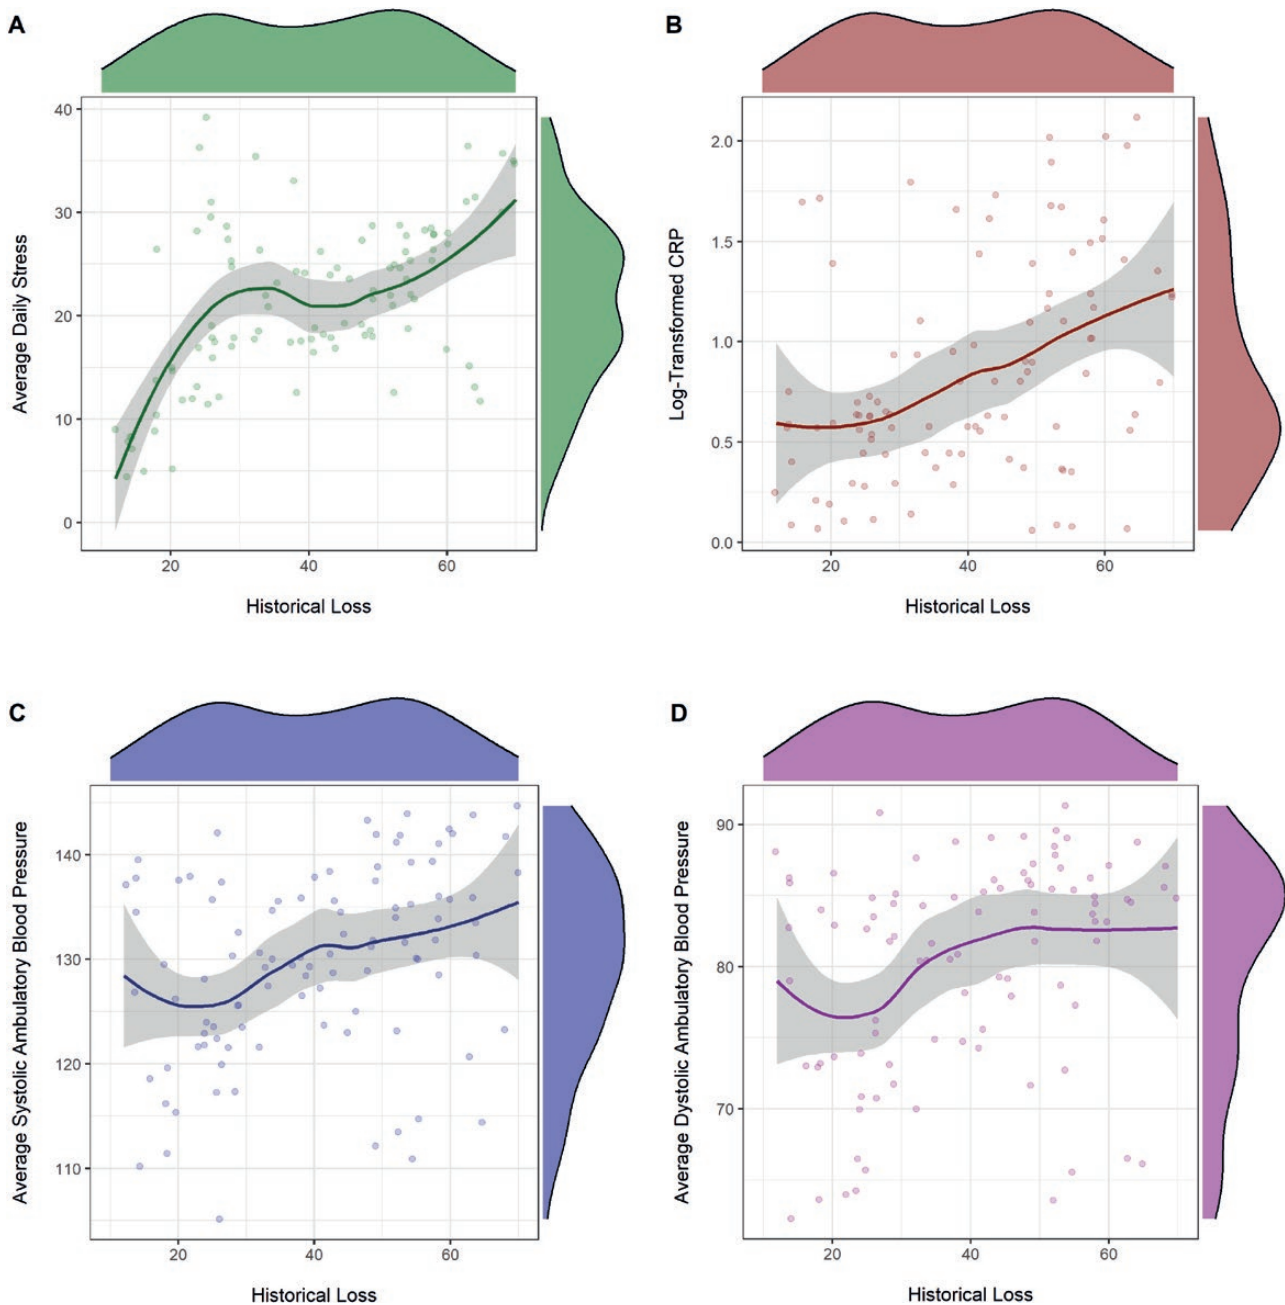 A
Average Daily Stress
40
30
20
10
0
20 40 60
Historical Loss
B
Log-Transformed CRP
2.0
1.5
1.0
0.5
0.0
20 40 60
Historical Loss
C
Average Systolic Ambulatory Blood Pressure
140
130
120
110
20 40 60
Historical Loss
D
Average Dystolic Ambulatory Blood Pressure
90
80
70
20 40 60
Historical Loss